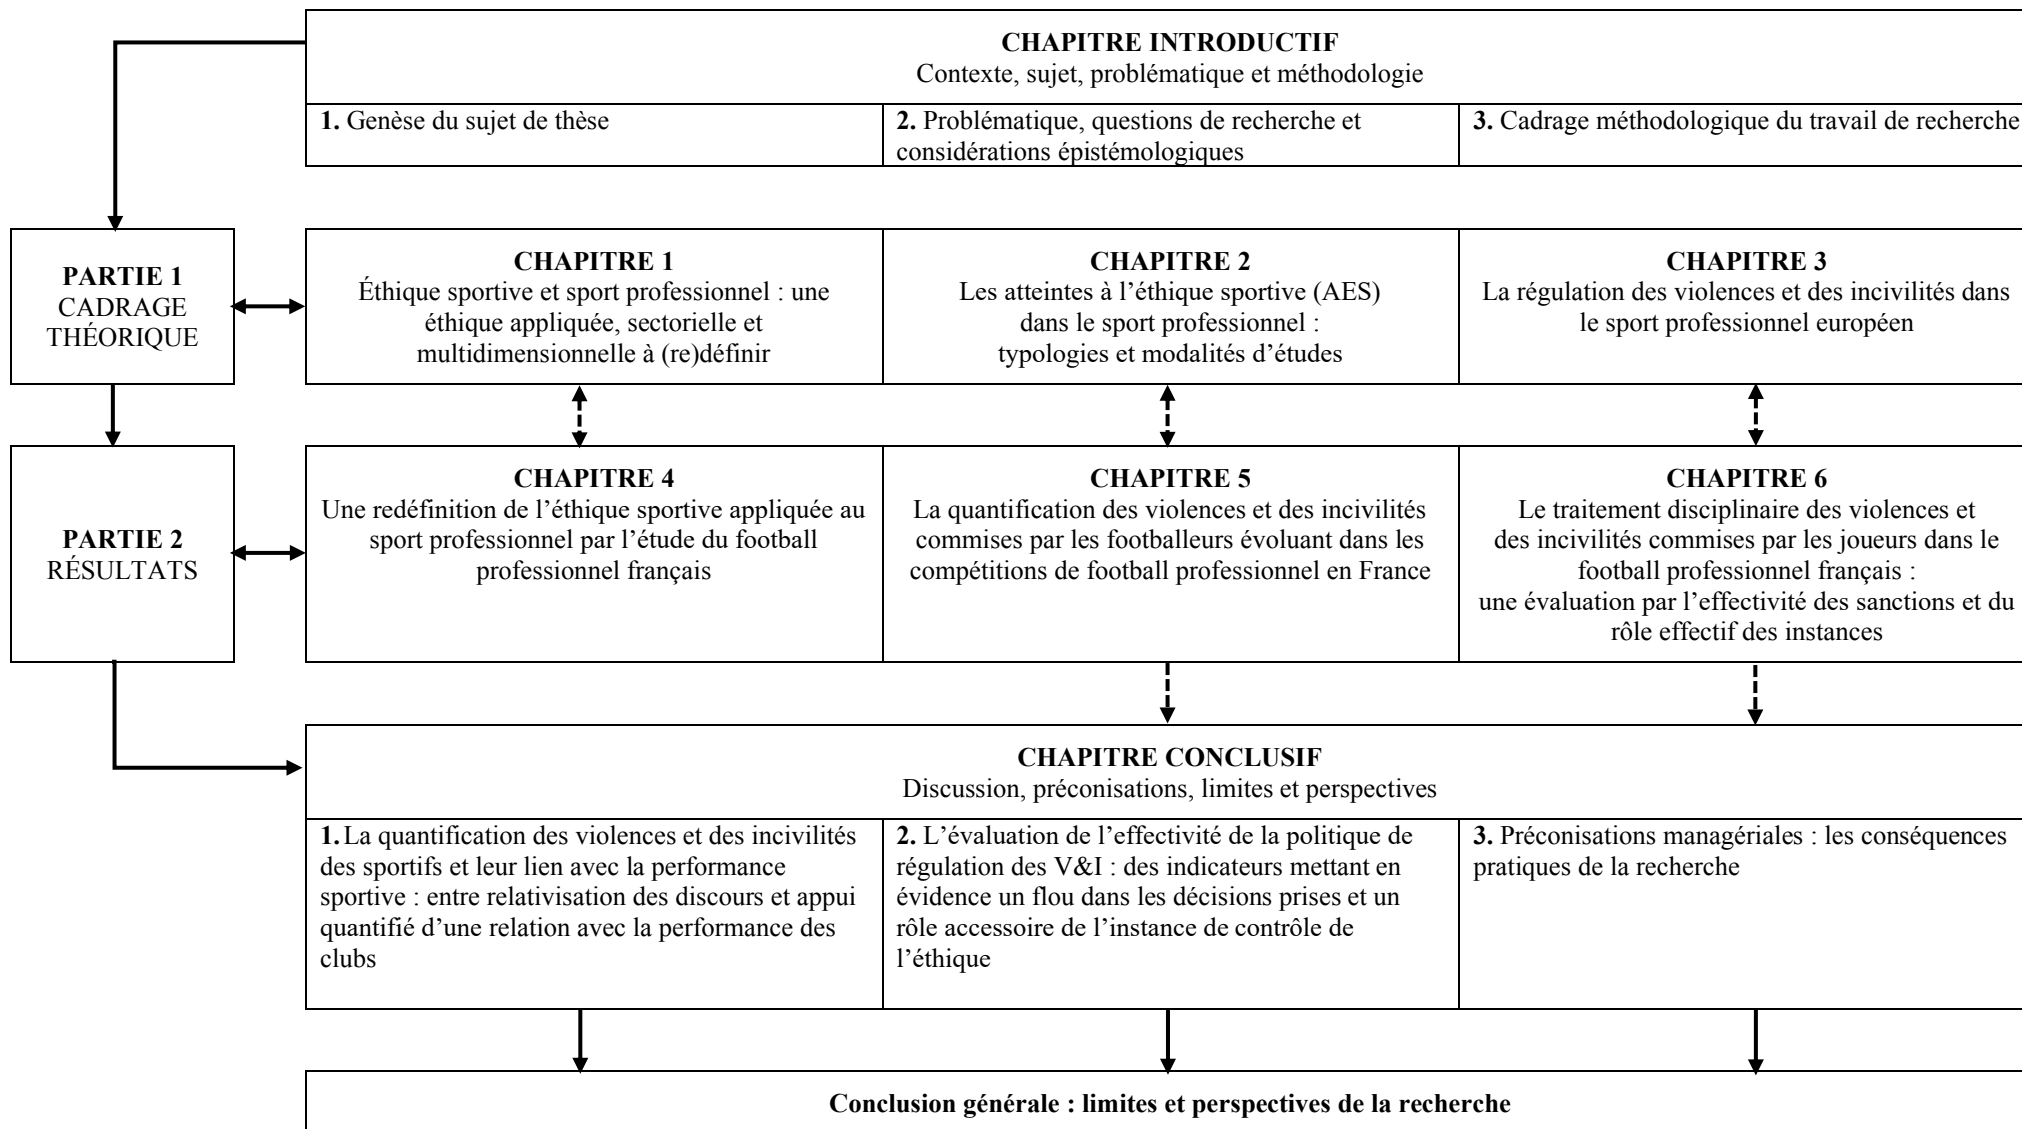 CHAPITRE INTRODUCTIF
Contexte, sujet, problématique et méthodologie
1. Genèse du sujet de thèse
2. Problématique, questions de recherche et
considérations épistémologiques
3. Cadrage méthodologique du travail de recherche
PARTIE 1
CADRAGE
THÉORIQUE
CHAPITRE 1
Éthique sportive et sport professionnel : une
éthique appliquée, sectorielle et
multidimensionnelle à (re)définir
CHAPITRE 2
Les atteintes à l’éthique sportive (AES)
dans le sport professionnel :
typologies et modalités d’études
CHAPITRE 3
La régulation des violences et des incivilités dans
le sport professionnel européen
PARTIE 2
RÉSULTATS
CHAPITRE 4
Une redéfinition de l’éthique sportive appliquée au
sport professionnel par l’étude du football
professionnel français
CHAPITRE 5
La quantification des violences et des incivilités
commises par les footballeurs évoluant dans les
compétitions de football professionnel en France
CHAPITRE 6
Le traitement disciplinaire des violences et
des incivilités commises par les joueurs dans le
football professionnel français :
une évaluation par l’effectivité des sanctions et du
rôle effectif des instances
CHAPITRE CONCLUSIF
Discussion, préconisations, limites et perspectives
1. La quantification des violences et des incivilités
des sportifs et leur lien avec la performance
sportive : entre relativisation des discours et appui
quantifié d’une relation avec la performance des
clubs
2. L’évaluation de l’effectivité de la politique de
régulation des V&I : des indicateurs mettant en
évidence un flou dans les décisions prises et un
rôle accessoire de l’instance de contrôle de
l’éthique
3. Préconisations managériales : les conséquences
pratiques de la recherche
Conclusion générale : limites et perspectives de la recherche